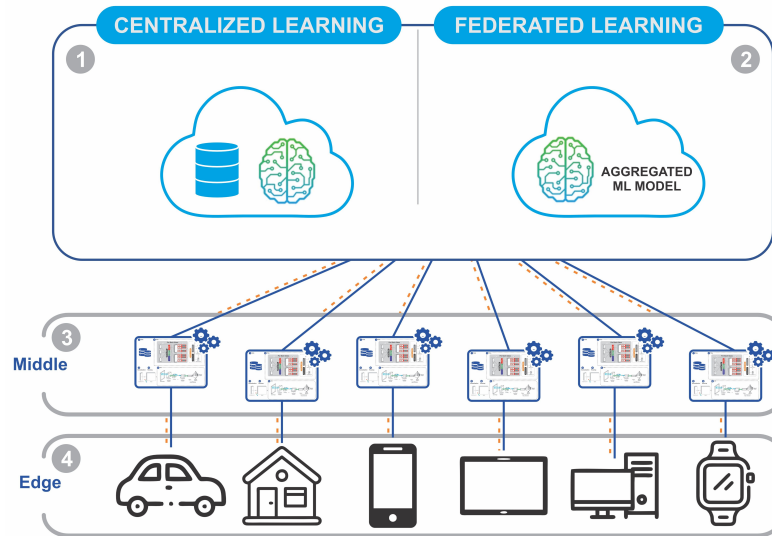 CENTRALIZED LEARNING
FEDERATED LEARNING
1
2
AGGREGATED
ML MODEL
3
Middle
4
Edge